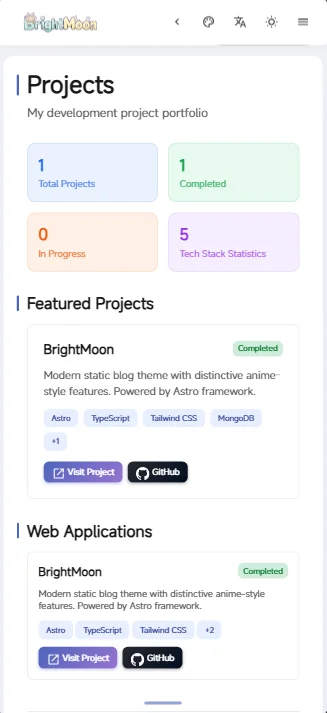 BrightMoon
Projects
My development project portfolio
1
Total Projects
1
Completed
0
In Progress
5
Tech Stack Statistics
Featured Projects
BrightMoon
Completed
Modern static blog theme with distinctive anime-
style features. Powered by Astro framework.
Astro TypeScript Tailwind CSS MongoDB
+1
Visit Project GitHub
Web Applications
BrightMoon
Completed
Modern static blog theme with distinctive anime-style
features. Powered by Astro framework.
Astro TypeScript Tailwind CSS +2
Visit Project GitHub